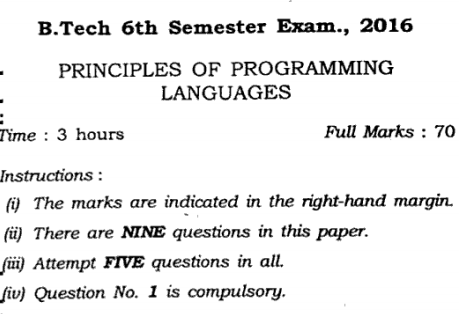 B.Tech 6th Semester Exam., 2016
PRINCIPLES OF PROGRAMMING
LANGUAGES
Time : 3 hours Full Marks : 70
Instructions :
(i) The marks are indicated in the right-hand margin.
(ii) There are NINE questions in this paper.
(iii) Attempt FIVE questions in all.
(iv) Question No. 1 is compulsory.